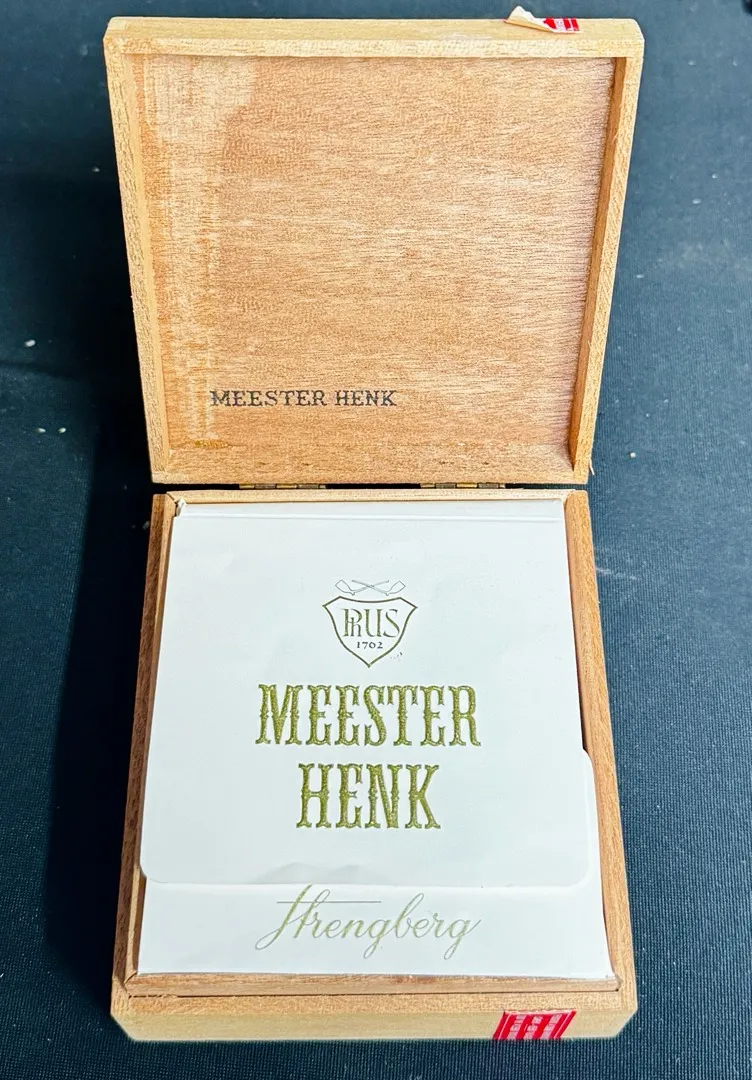 MEESTER HENK
PRUS
1762
MEESTER
HENK
Strengberg